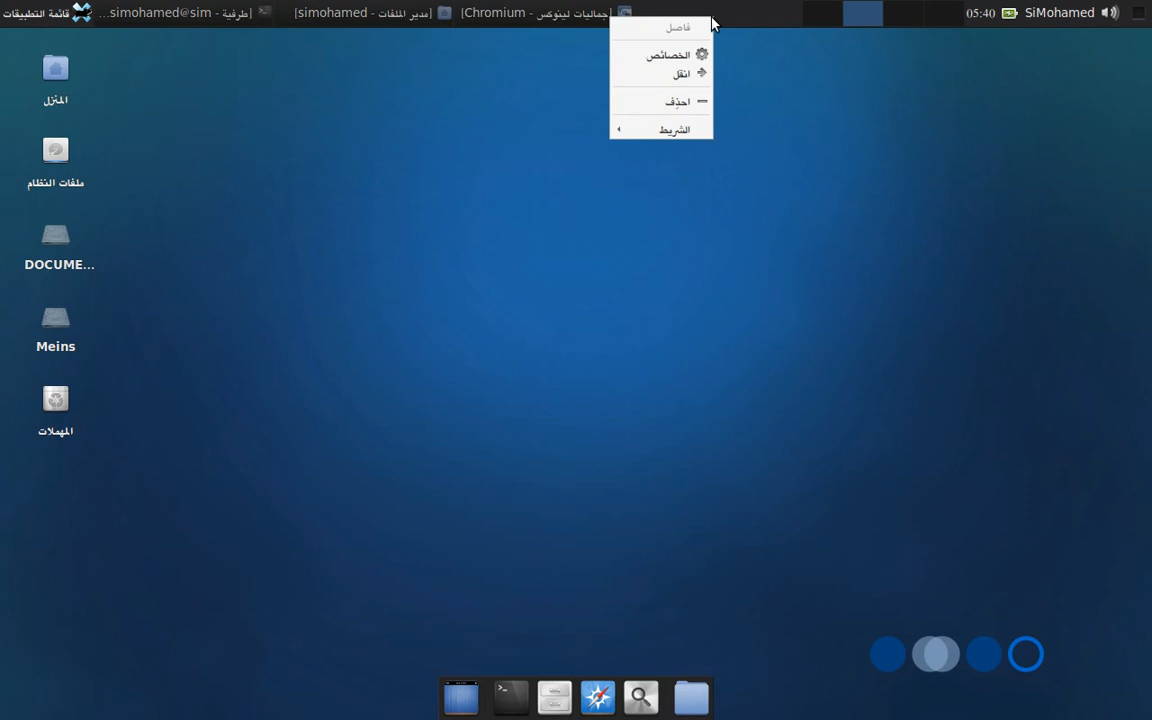 قائمة التطبيقات
[طرفية - simohamed@sim...
[مدير الملفات - simohamed]
[جماليات لينوكس - Chromium]
05:40
SiMohamed
فاصل
الخصائص
انقل
احذِف
الشريط
المنزل
ملفات النظام
DOCUME...
Meins
المهملات